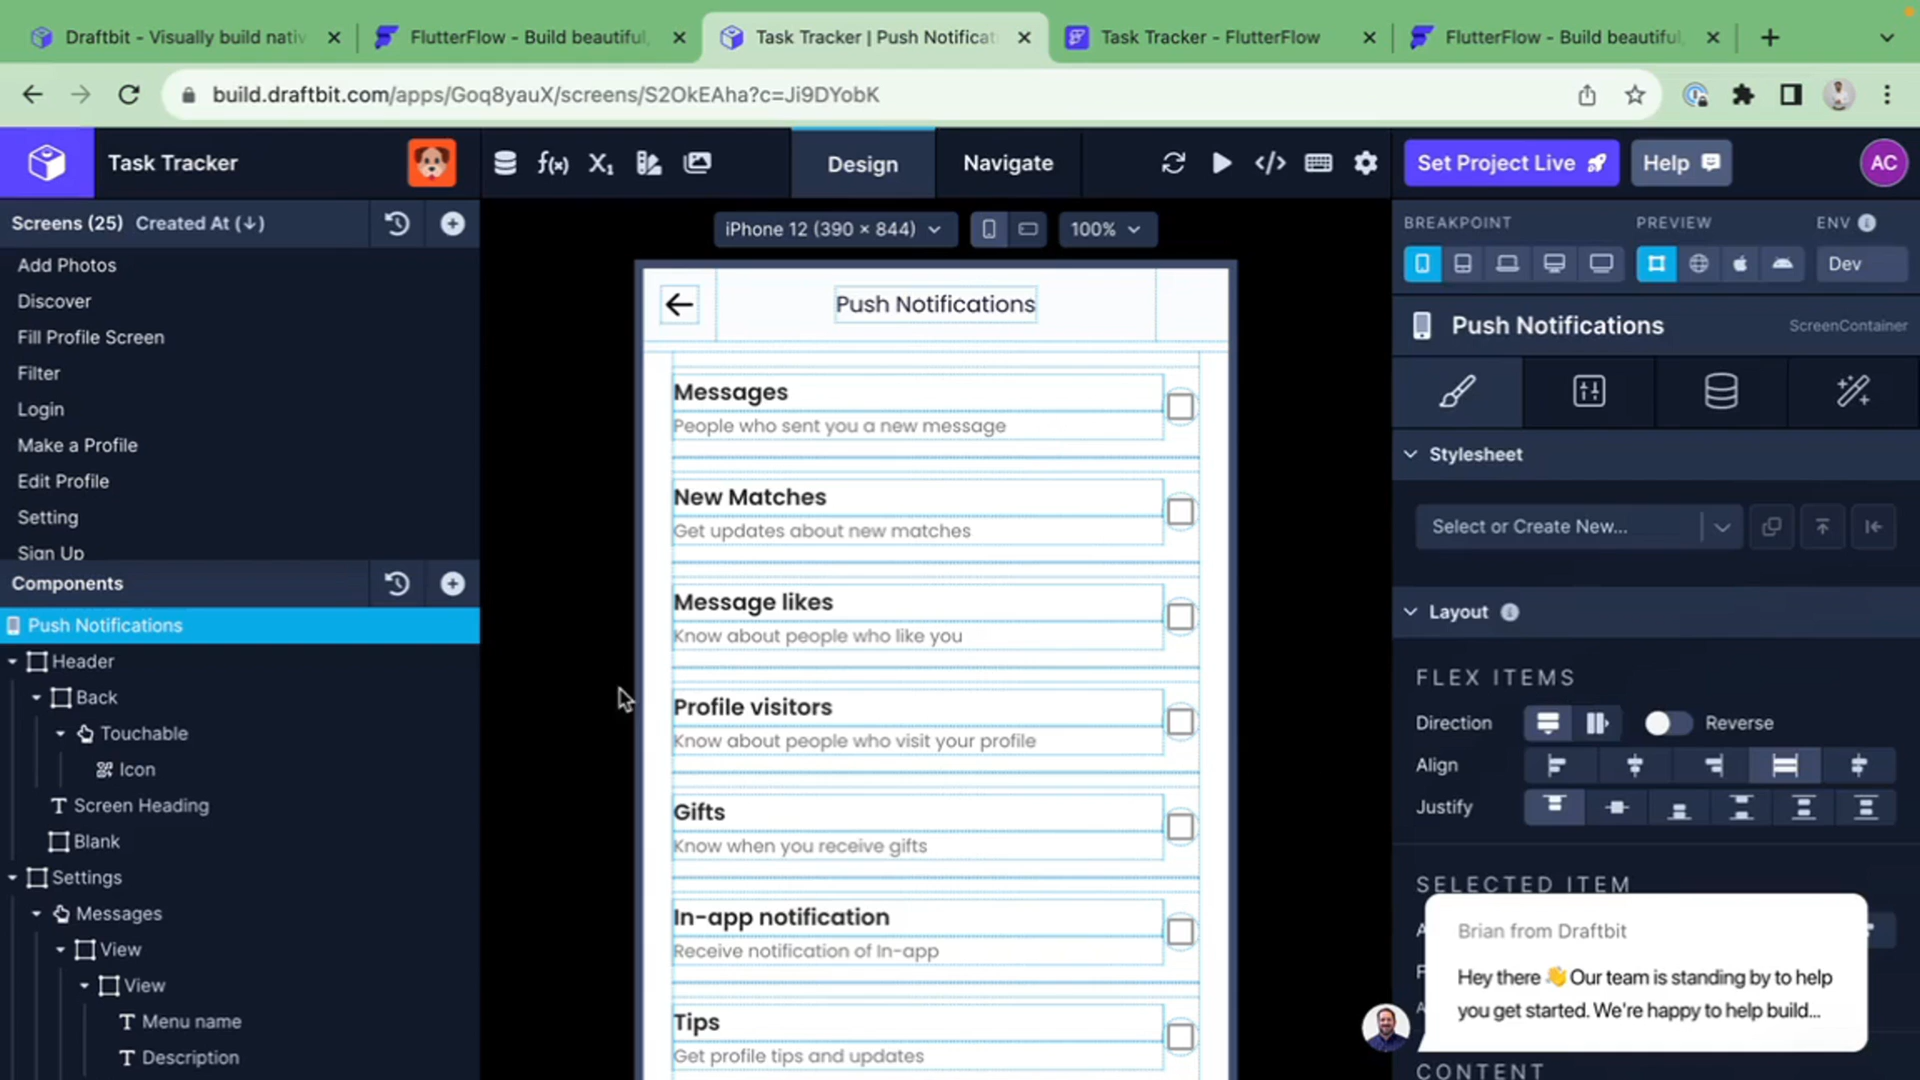 Draftbit - Visually build nativ
FlutterFlow - Build beautiful,
Task Tracker | Push Notificat
Task Tracker - FlutterFlow
FlutterFlow - Build beautiful,
build.draftbit.com/apps/Goq8yauX/screens/S2OkEAha?c=Ji9DYobK
Task Tracker
f(x)
X₁
Design
Navigate
Set Project Live
Help
AC
Screens (25)
Created At (↓)
Add Photos
Discover
Fill Profile Screen
Filter
Login
Make a Profile
Edit Profile
Setting
Sign Up
Components
Push Notifications
Header
Back
Touchable
Icon
T Screen Heading
Blank
Settings
Messages
View
View
T Menu name
T Description
iPhone 12 (390 × 844)
100%
Push Notifications
Messages
People who sent you a new message
New Matches
Get updates about new matches
Message likes
Know about people who like you
Profile visitors
Know about people who visit your profile
Gifts
Know when you receive gifts
In-app notification
Receive notification of In-app
Tips
Get profile tips and updates
BREAKPOINT
PREVIEW
ENV
Dev
Push Notifications
ScreenContainer
Stylesheet
Select or Create New...
Layout
FLEX ITEMS
Direction
Reverse
Align
Justify
SELECTED ITEM
Brian from Draftbit
Hey there 👋 Our team is standing by to help
you get started. We're happy to help build...
CONTENT